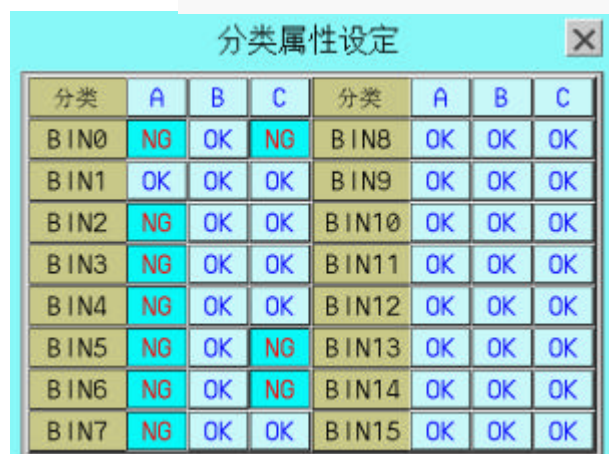 分类属性设定
分类 A B C 分类 A B C
BIN0 NG OK NG BIN8 OK OK OK
BIN1 OK OK OK BIN9 OK OK OK
BIN2 NG OK OK BIN10 OK OK OK
BIN3 NG OK OK BIN11 OK OK OK
BIN4 NG OK OK BIN12 OK OK OK
BIN5 NG OK NG BIN13 OK OK OK
BIN6 NG OK NG BIN14 OK OK OK
BIN7 NG OK OK BIN15 OK OK OK